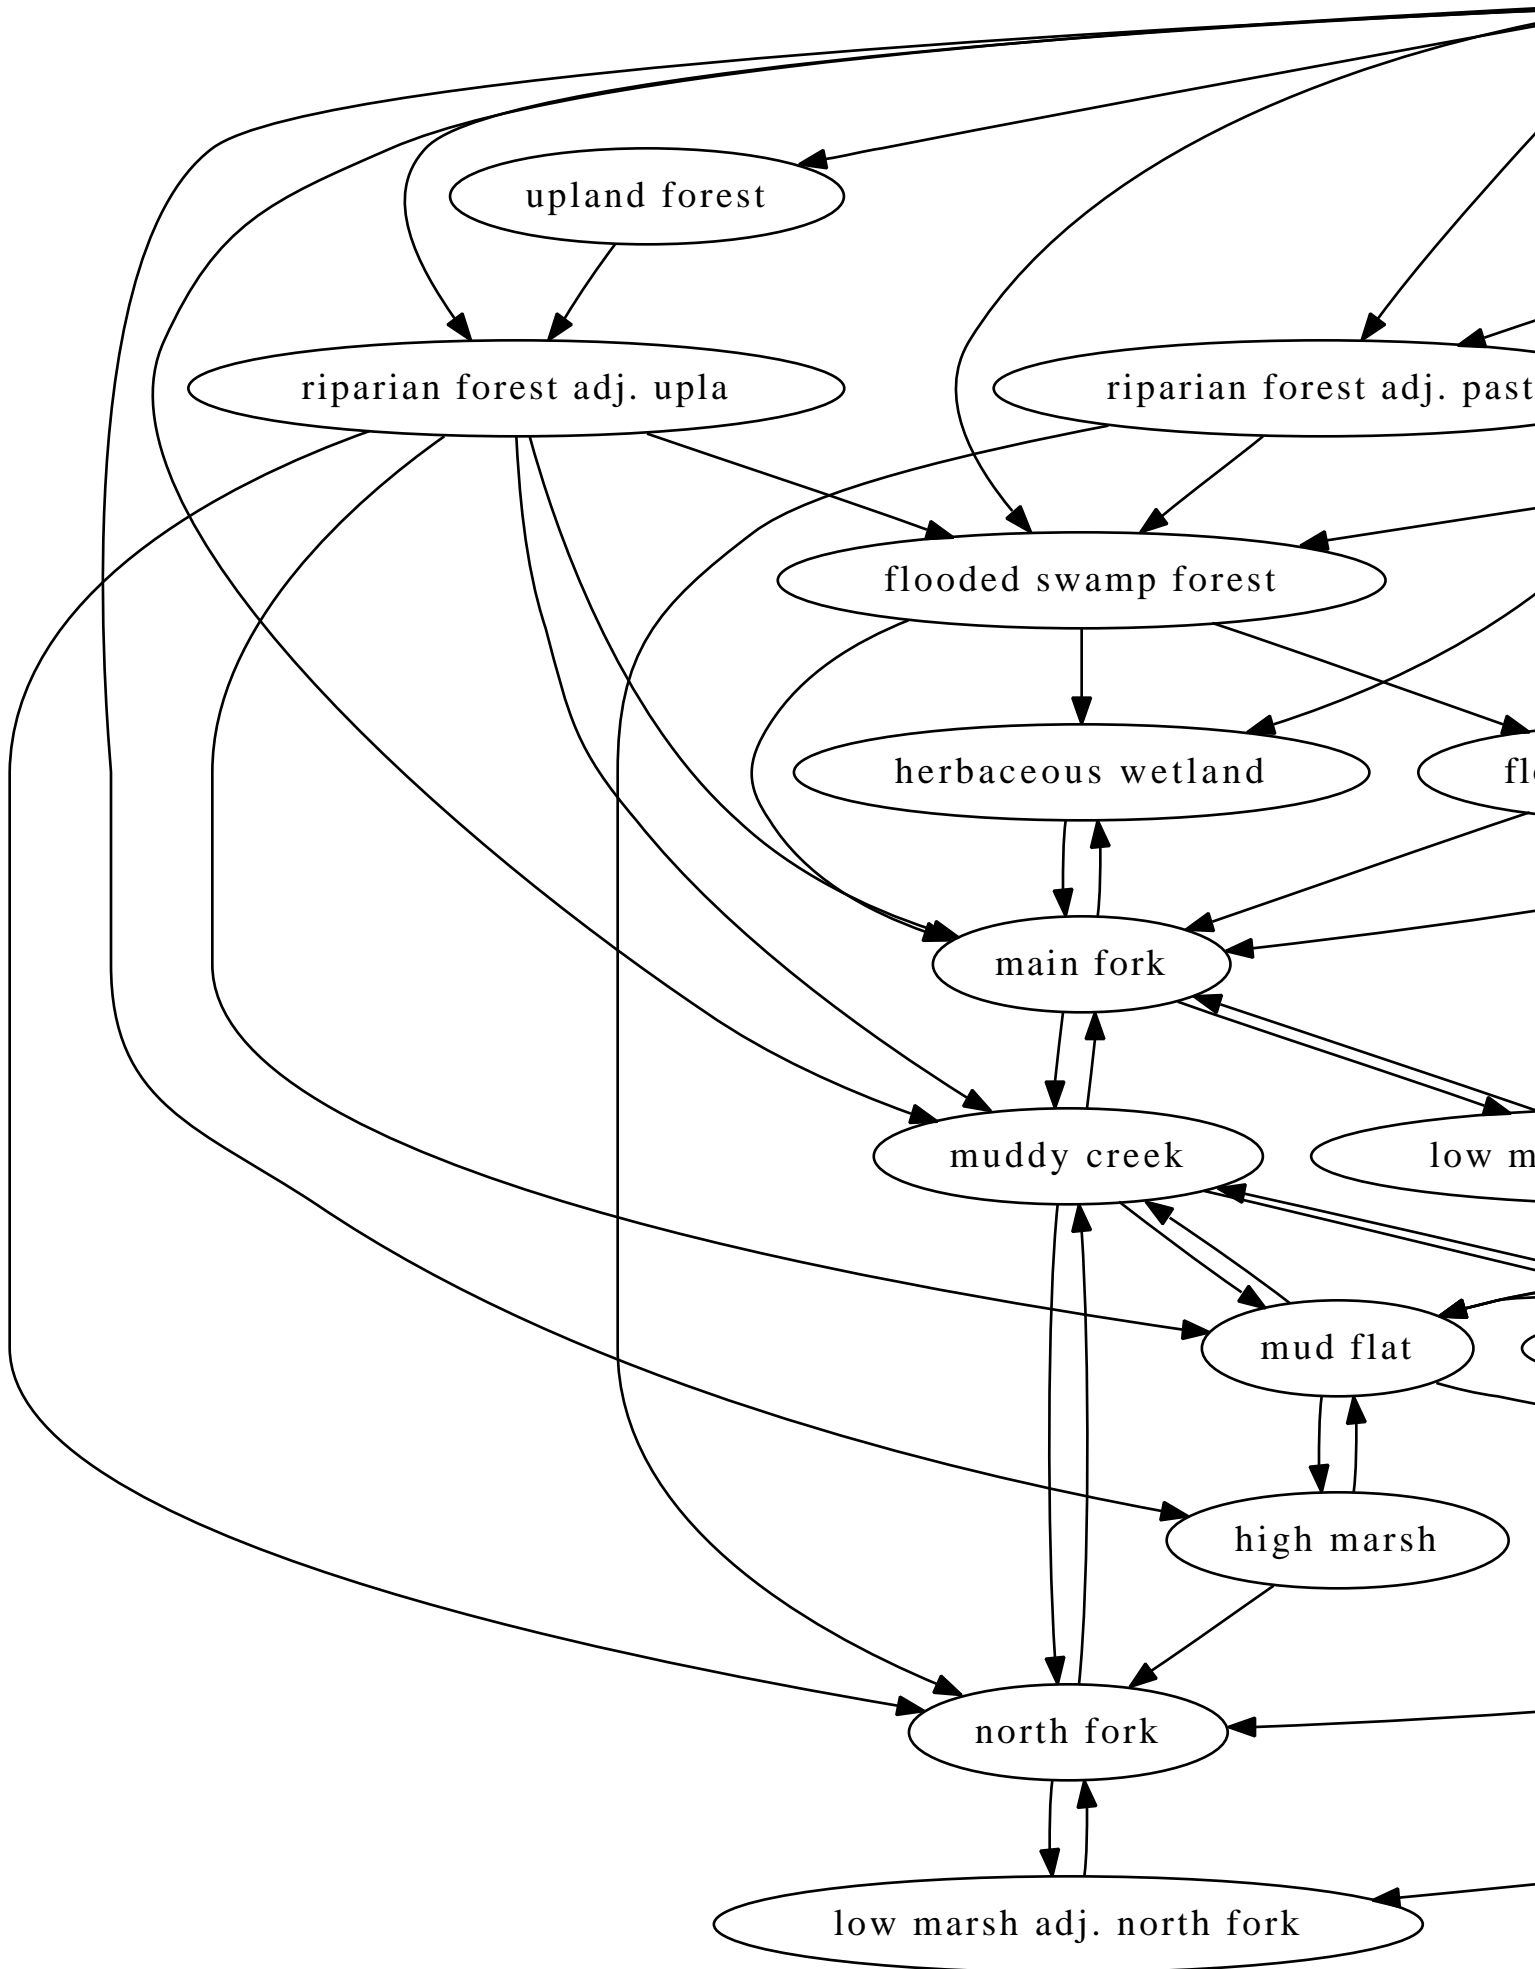 upland forest
riparian forest adj. upla
riparian forest adj. past
flooded swamp forest
herbaceous wetland
main fork
muddy creek
low
mud flat
high marsh
north fork
low marsh adj. north fork